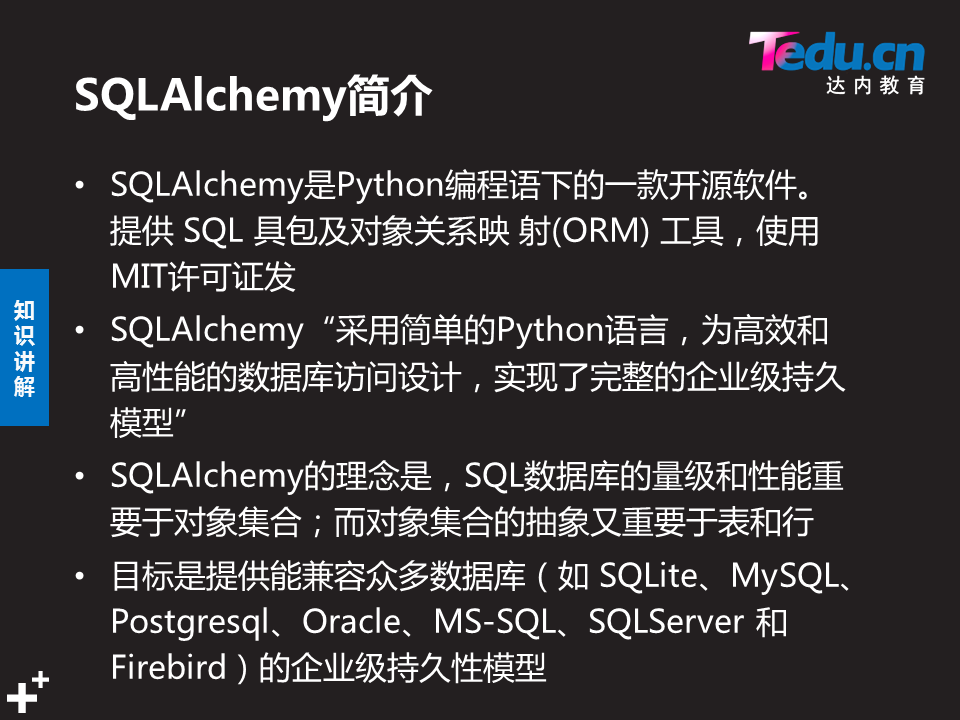 Tedu.cn
达内教育
SQLAlchemy简介
• SQLAlchemy是Python编程语下的一款开源软件。
提供 SQL 具包及对象关系映 射(ORM) 工具，使用
MIT许可证发
• SQLAlchemy“采用简单的Python语言，为高效和
高性能的数据库访问设计，实现了完整的企业级持久
模型”
• SQLAlchemy的理念是，SQL数据库的量级和性能重
要于对象集合；而对象集合的抽象又重要于表和行
• 目标是提供能兼容众多数据库（如 SQLite、MySQL、
Postgresql、Oracle、MS-SQL、SQLServer 和
Firebird）的企业级持久性模型
知
识
讲
解